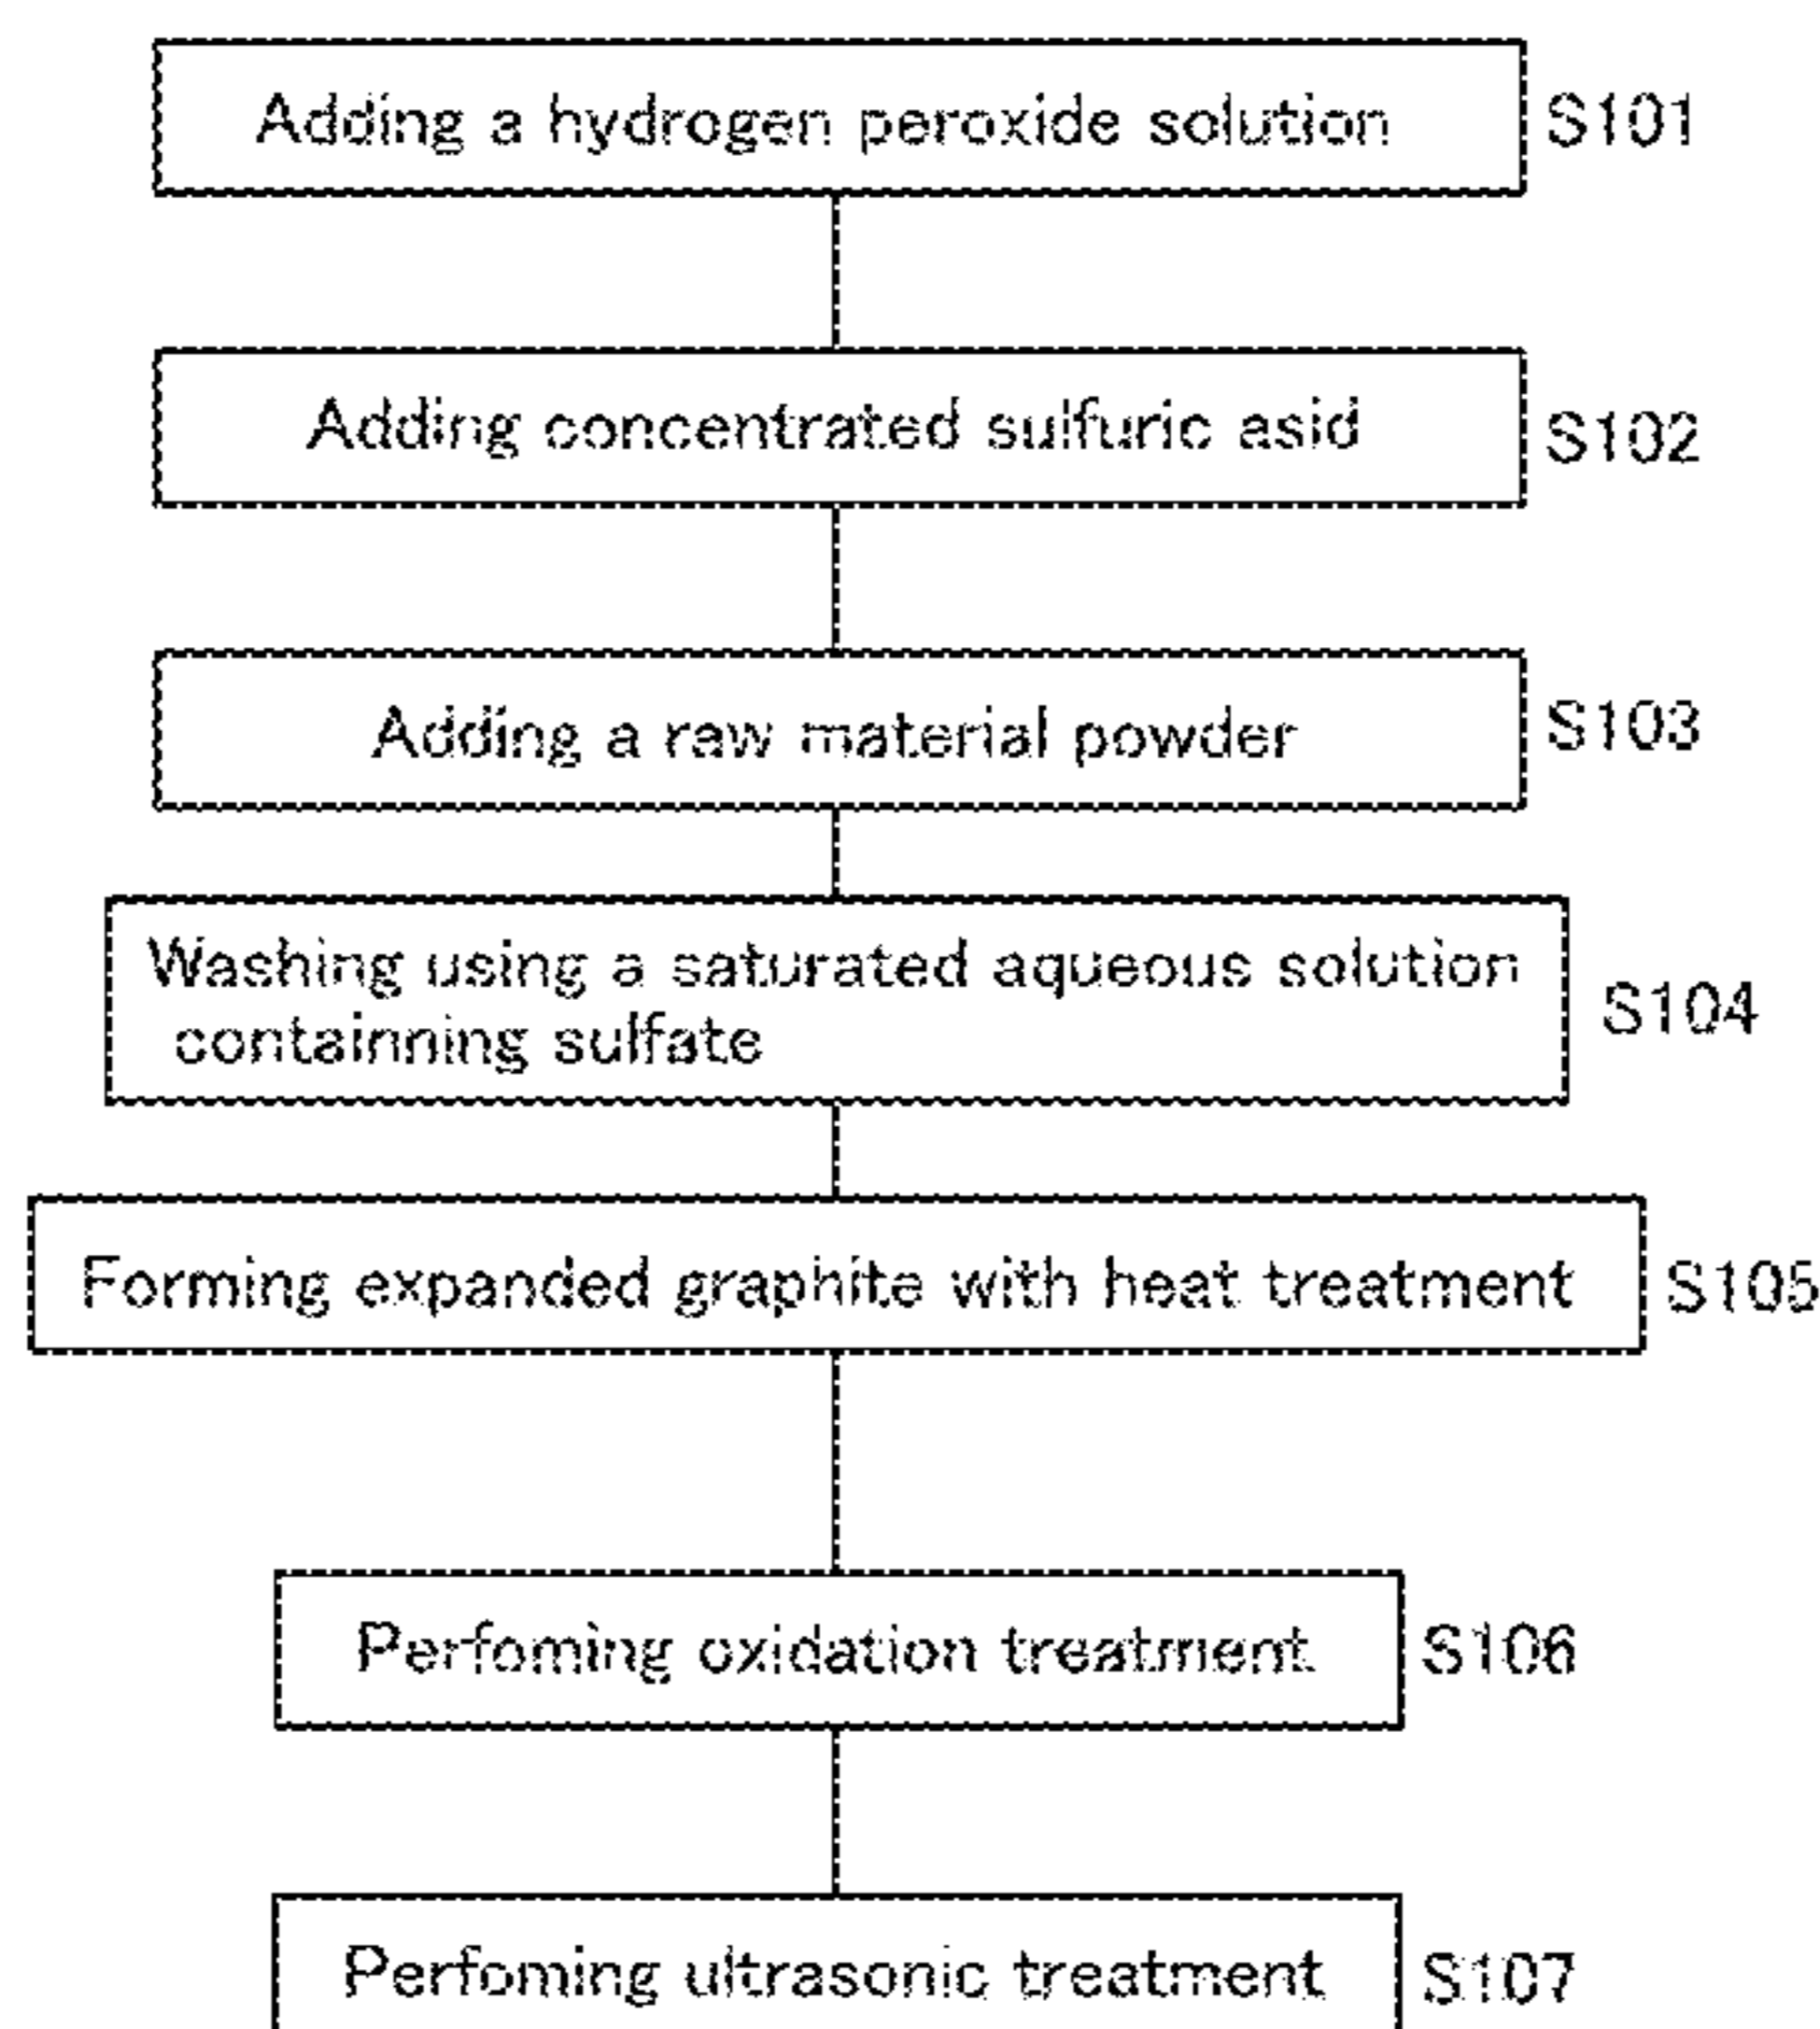 Adding a hydrogen peroxide solution S101
Adding concentrated sulfuric asid S102
Adding a raw material powder S103
Washing using a saturated aqueous solution
containning sulfate S104
Forming expanded graphite with heat treatment S105
Perfoming oxidation treatment S106
Perfoming ultrasonic treatment S107